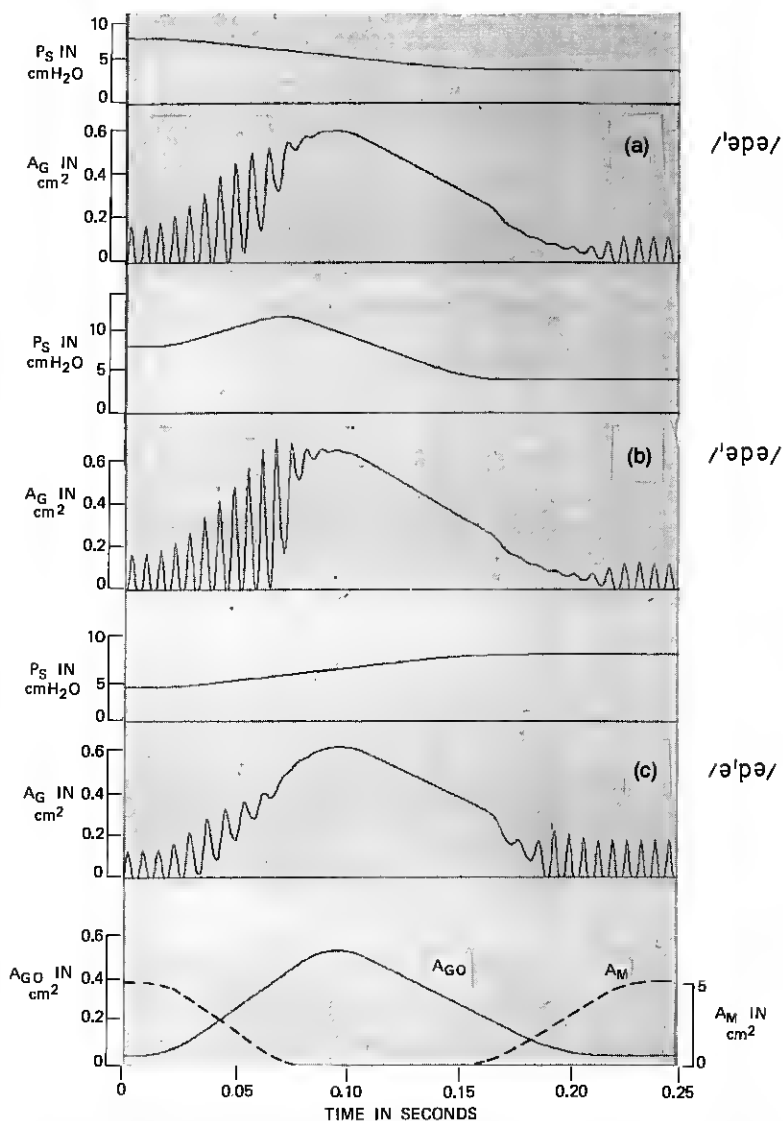 10
P_S IN
5
cmH₂O
0
0.6
(a)
/'əpə/
A_G IN
0.4
cm²
0.2
0
10
P_S IN
5
cmH₂O
0
0.6
(b)
/'əpə/
A_G IN
0.4
cm²
0.2
0
10
P_S IN
5
cmH₂O
0
0.6
(c)
/ə'pə/
A_G IN
0.4
cm²
0.2
0
0.6
A_GO
A_M
A_GO IN
0.4
5
cm²
0.2
A_M IN
cm²
0
0
0
0.05
0.10
0.15
0.20
0.25
TIME IN SECONDS